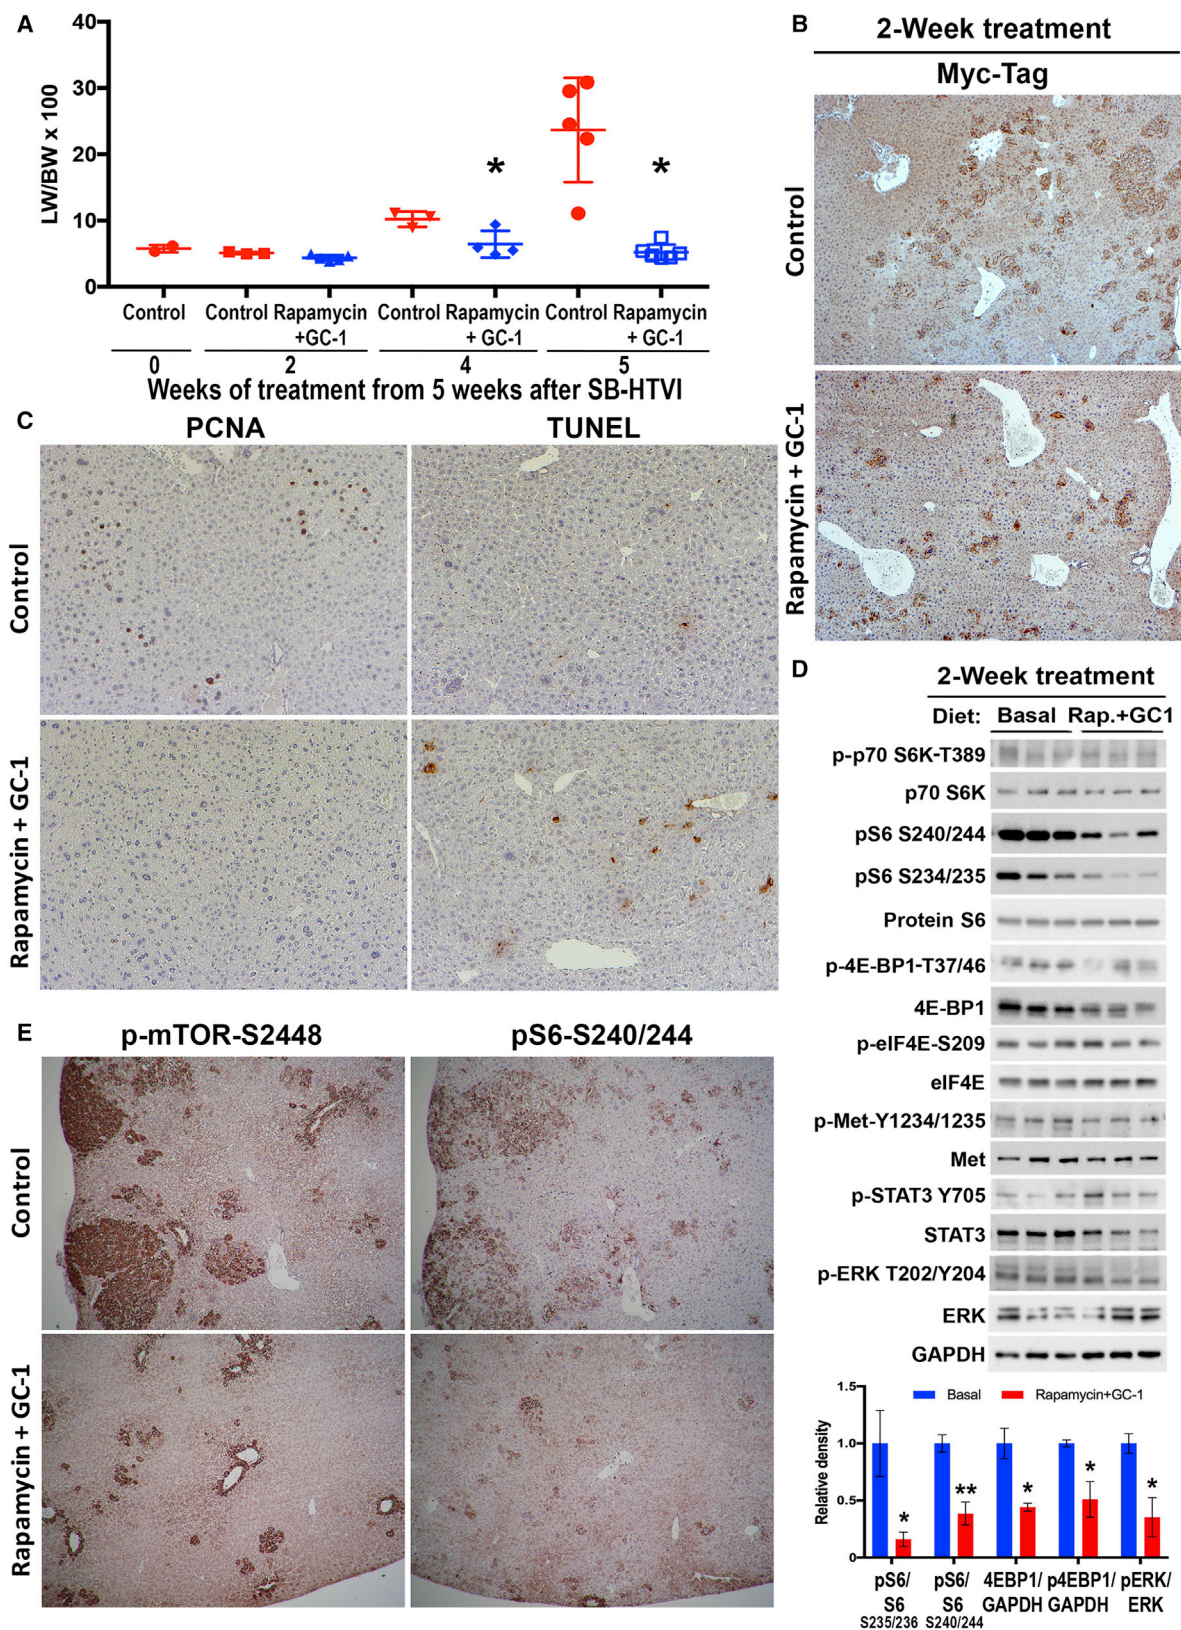 A
40
30
20
10
0
LW/BW x 100
* *
Control Control Rapamycin +GC-1 Control Rapamycin + GC-1 Control Rapamycin + GC-1
0 2 4 5
Weeks of treatment from 5 weeks after SB-HTVI
B
2-Week treatment
Myc-Tag
Control
Rapamycin + GC-1
C
PCNA TUNEL
Control
Rapamycin + GC-1
D
2-Week treatment
Diet: Basal Rap.+GC1
p-p70 S6K-T389
p70 S6K
pS6 S240/244
pS6 S234/235
Protein S6
p-4E-BP1-T37/46
4E-BP1
p-eIF4E-S209
eIF4E
p-Met-Y1234/1235
Met
p-STAT3 Y705
STAT3
p-ERK T202/Y204
ERK
GAPDH
1.5
1.0
0.5
0
Relative density
Basal Rapamycin+GC-1
* ** * * *
pS6/ pS6/ 4EBP1/ p4EBP1/ pERK/
S6 S6 GAPDH GAPDH ERK
S235/236 S240/244
E
p-mTOR-S2448 pS6-S240/244
Control
Rapamycin + GC-1